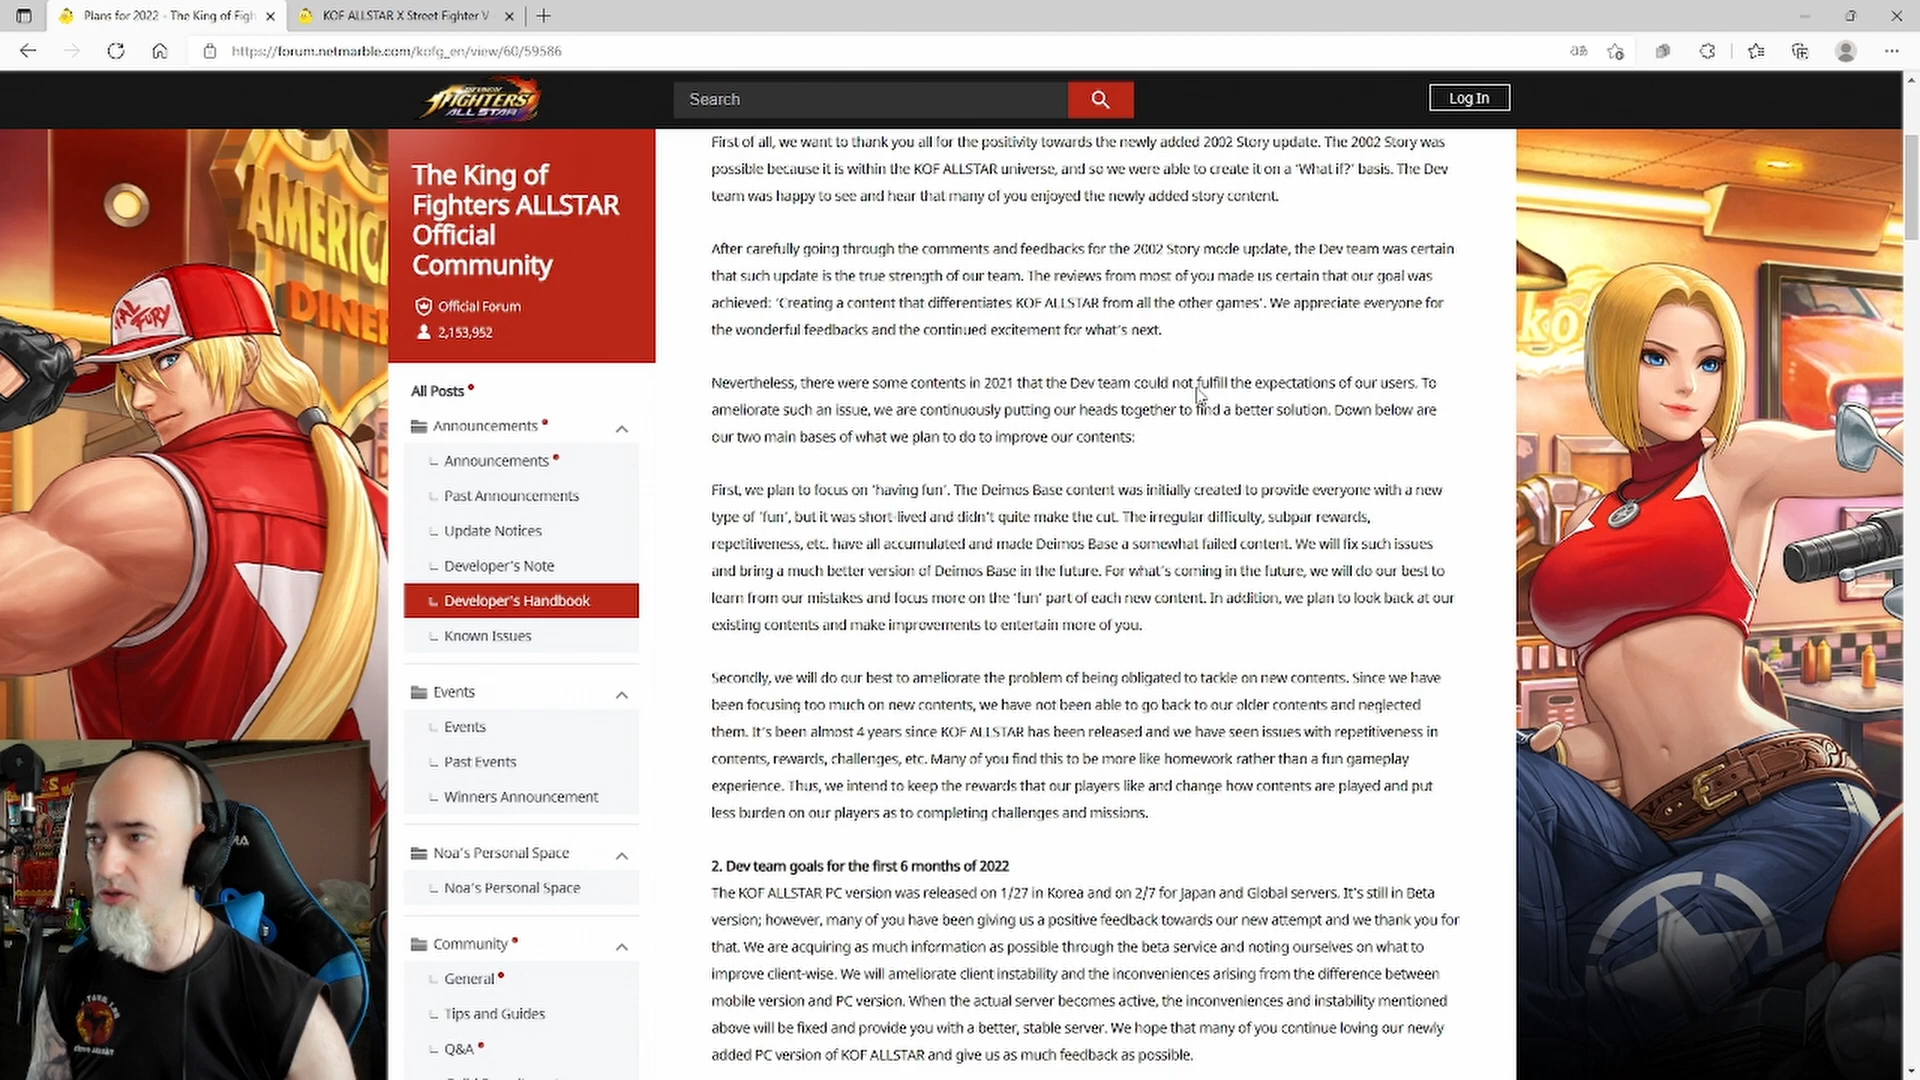 Plans for 2022 - The King of Figh
KOF ALLSTAR X Street Fighter V
https://forum.netmarble.com/kofg_en/view/60/59586
FIGHTERS
ALL STAR
Search
Log In
AMERICA
DINER
FATAL FURY
The King of
Fighters ALLSTAR
Official
Community
Official Forum
2,153,952
All Posts
Announcements
Announcements
Past Announcements
Update Notices
Developer's Note
Developer's Handbook
Known Issues
Events
Events
Past Events
Winners Announcement
Noa's Personal Space
Noa's Personal Space
Community
General
Tips and Guides
Q&A
First of all, we want to thank you all for the positivity towards the newly added 2002 Story update. The 2002 Story was
possible because it is within the KOF ALLSTAR universe, and so we were able to create it on a 'What if?' basis. The Dev
team was happy to see and hear that many of you enjoyed the newly added story content.
After carefully going through the comments and feedbacks for the 2002 Story mode update, the Dev team was certain
that such update is the true strength of our team. The reviews from most of you made us certain that our goal was
achieved: 'Creating a content that differentiates KOF ALLSTAR from all the other games'. We appreciate everyone for
the wonderful feedbacks and the continued excitement for what's next.
Nevertheless, there were some contents in 2021 that the Dev team could not fulfill the expectations of our users. To
ameliorate such an issue, we are continuously putting our heads together to find a better solution. Down below are
our two main bases of what we plan to do to improve our contents:
First, we plan to focus on 'having fun'. The Deimos Base content was initially created to provide everyone with a new
type of 'fun', but it was short-lived and didn't quite make the cut. The irregular difficulty, subpar rewards,
repetitiveness, etc. have all accumulated and made Deimos Base a somewhat failed content. We will fix such issues
and bring a much better version of Deimos Base in the future. For what's coming in the future, we will do our best to
learn from our mistakes and focus more on the 'fun' part of each new content. In addition, we plan to look back at our
existing contents and make improvements to entertain more of you.
Secondly, we will do our best to ameliorate the problem of being obligated to tackle on new contents. Since we have
been focusing too much on new contents, we have not been able to go back to our older contents and neglected
them. It's been almost 4 years since KOF ALLSTAR has been released and we have seen issues with repetitiveness in
contents, rewards, challenges, etc. Many of you find this to be more like homework rather than a fun gameplay
experience. Thus, we intend to keep the rewards that our players like and change how contents are played and put
less burden on our players as to completing challenges and missions.
2. Dev team goals for the first 6 months of 2022
The KOF ALLSTAR PC version was released on 1/27 in Korea and on 2/7 for Japan and Global servers. It's still in Beta
version; however, many of you have been giving us a positive feedback towards our new attempt and we thank you for
that. We are acquiring as much information as possible through the beta service and noting ourselves on what to
improve client-wise. We will ameliorate client instability and the inconveniences arising from the difference between
mobile version and PC version. When the actual server becomes active, the inconveniences and instability mentioned
above will be fixed and provide you with a better, stable server. We hope that many of you continue loving our newly
added PC version of KOF ALLSTAR and give us as much feedback as possible.